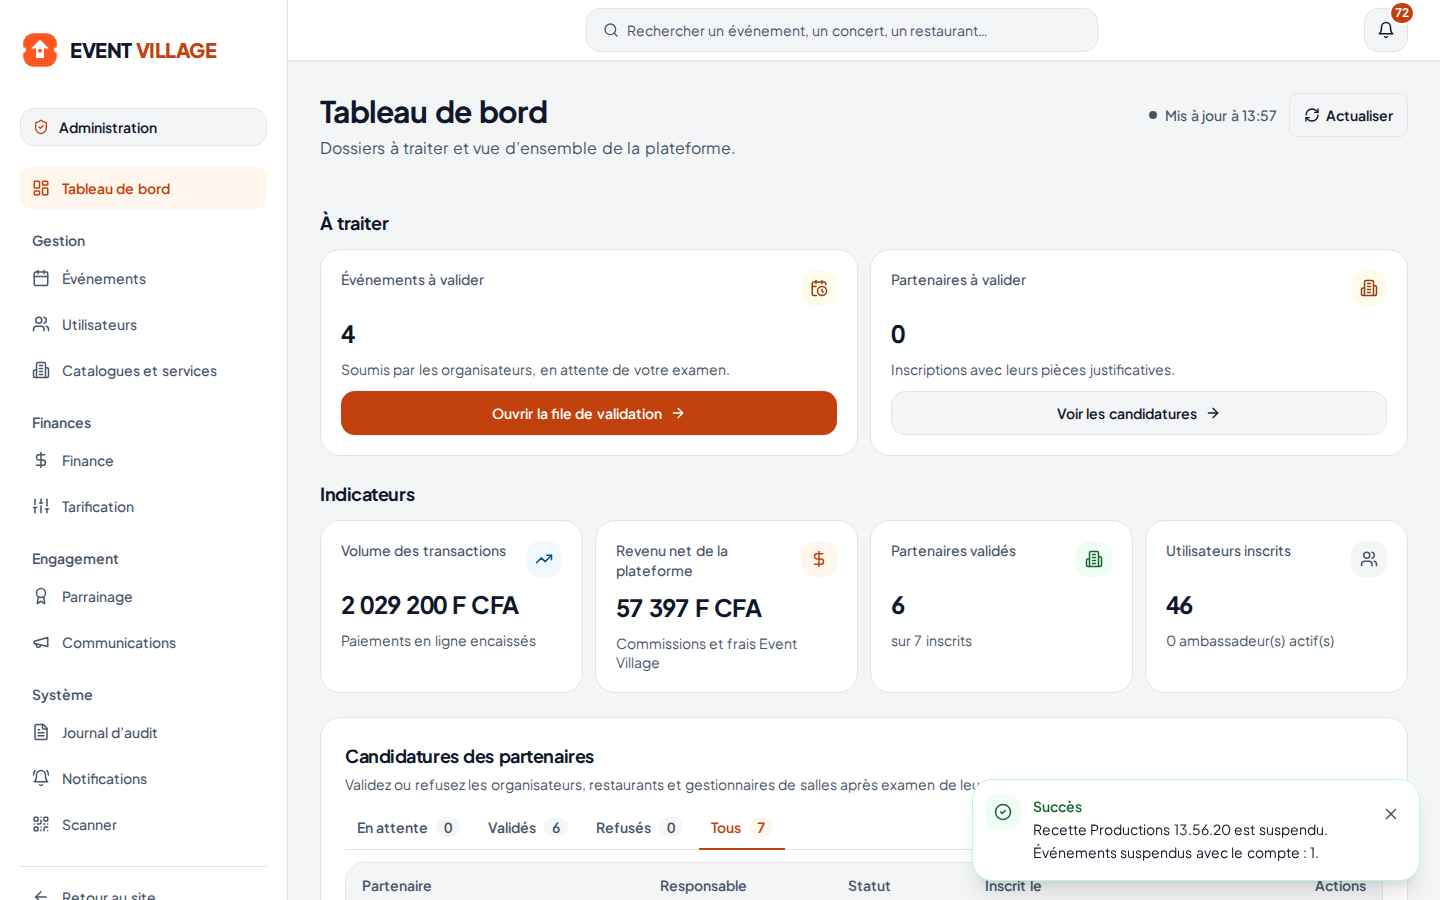 EVENT VILLAGE
Rechercher un événement, un concert, un restaurant...
72
Administration
Tableau de bord
Gestion
Événements
Utilisateurs
Catalogues et services
Finances
Finance
Tarification
Engagement
Parrainage
Communications
Système
Journal d'audit
Notifications
Scanner
Retour au site
Tableau de bord
Dossiers à traiter et vue d'ensemble de la plateforme.
Mis à jour à 13:57
Actualiser
À traiter
Événements à valider
4
Soumis par les organisateurs, en attente de votre examen.
Ouvrir la file de validation →
Partenaires à valider
0
Inscriptions avec leurs pièces justificatives.
Voir les candidatures →
Indicateurs
Volume des transactions
2 029 200 F CFA
Paiements en ligne encaissés
Revenu net de la
plateforme
57 397 F CFA
Commissions et frais Event
Village
Partenaires validés
6
sur 7 inscrits
Utilisateurs inscrits
46
0 ambassadeur(s) actif(s)
Candidatures des partenaires
Validez ou refusez les organisateurs, restaurants et gestionnaires de salles après examen de
En attente 0 Validés 6 Refusés 0 Tous 7
Partenaire Responsable Statut Inscrit le Actions
Succès
Recette Productions 13.56.20 est suspendu.
Événements suspendus avec le compte : 1.